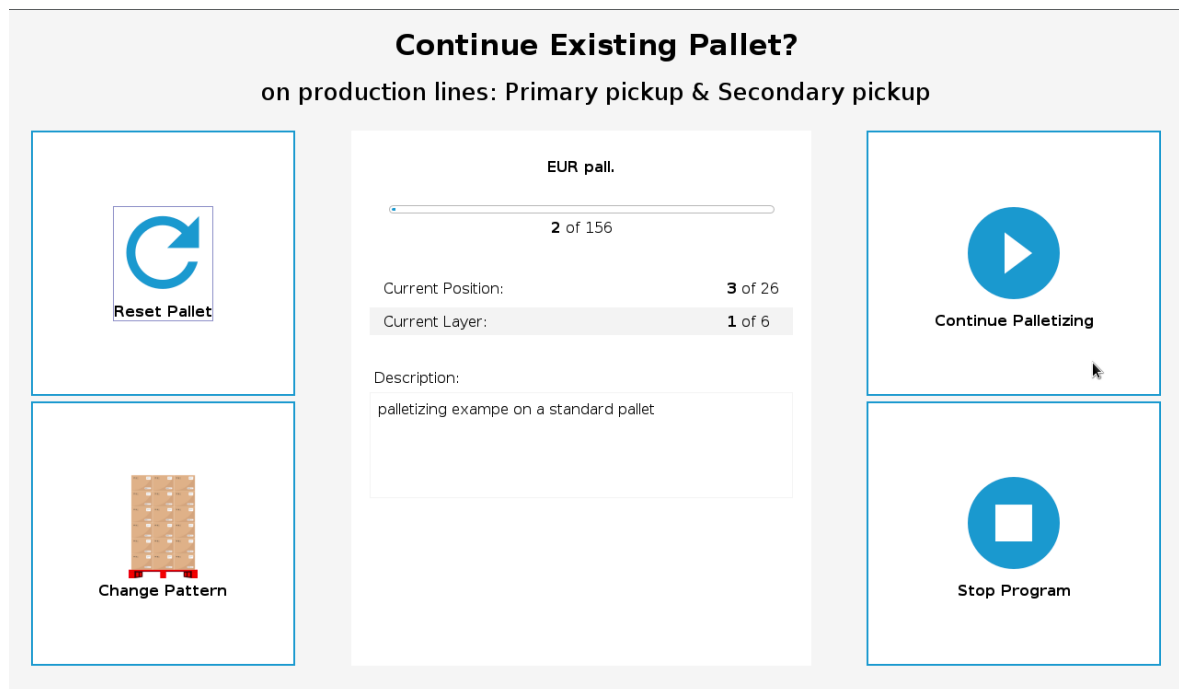 Continue Existing Pallet?
on production lines: Primary pickup & Secondary pickup
Reset Pallet
Change Pattern
EUR pall.
2 of 156
Current Position: 3 of 26
Current Layer: 1 of 6
Description:
palletizing exampe on a standard pallet
Continue Palletizing
Stop Program